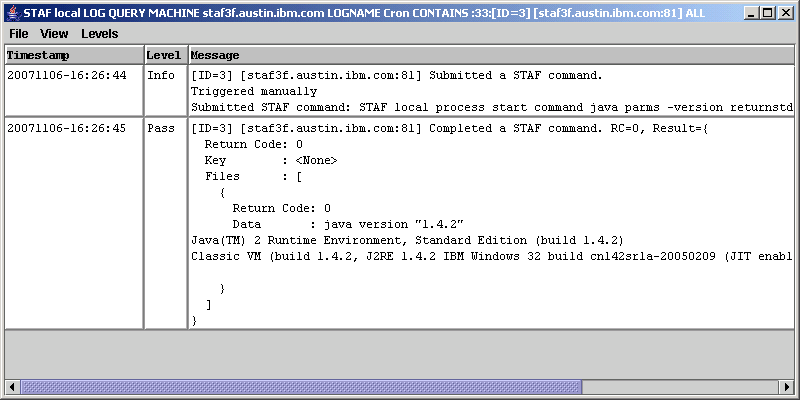 STAF local LOG QUERY MACHINE staf3f.austin.ibm.com LOGNAME Cron CONTAINS :33:[ID=3] [staf3f.austin.ibm.com:81] ALL
File View Levels
Timestamp Level Message
20071106-16:26:44 Info [ID=3] [staf3f.austin.ibm.com:81] Submitted a STAF command.
Triggered manually
Submitted STAF command: STAF local process start command java parms -version returnstd
20071106-16:26:45 Pass [ID=3] [staf3f.austin.ibm.com:81] Completed a STAF command. RC=0, Result={
Return Code: 0
Key : <None>
Files : [
{
Return Code: 0
Data : java version "1.4.2"
Java(TM) 2 Runtime Environment, Standard Edition (build 1.4.2)
Classic VM (build 1.4.2, J2RE 1.4.2 IBM Windows 32 build cn142sr1a-20050209 (JIT enabl
}
]
}